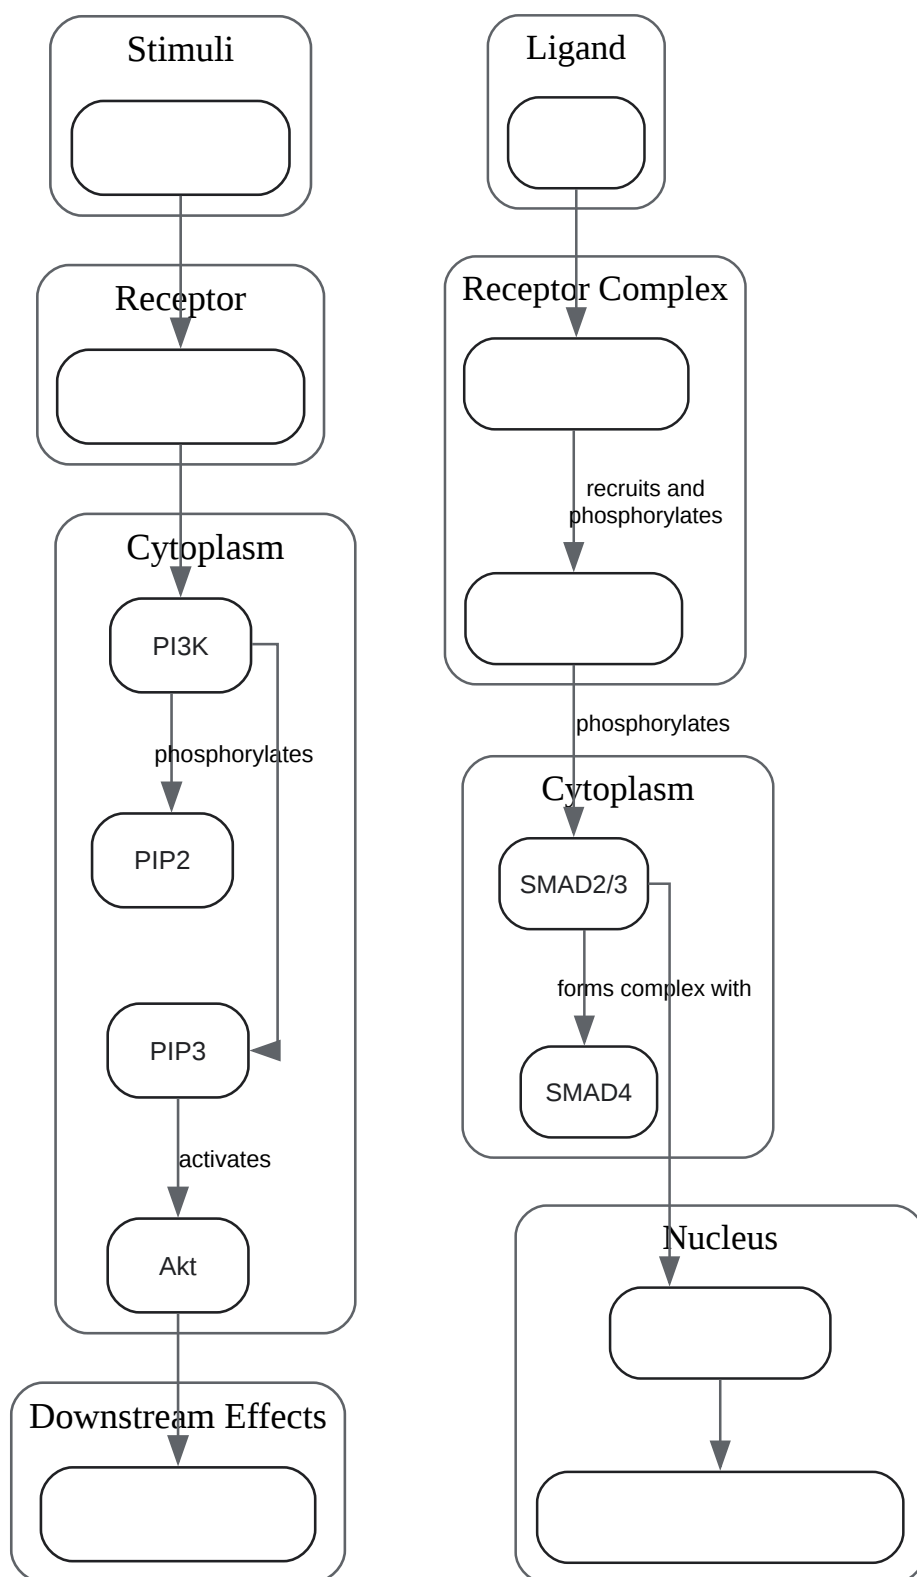 Stimuli
Receptor
Cytoplasm
PI3K
phosphorylates
PIP2
PIP3
activates
Akt
Downstream Effects
Ligand
Receptor Complex
recruits and
phosphorylates
phosphorylates
Cytoplasm
SMAD2/3
forms complex with
SMAD4
Nucleus